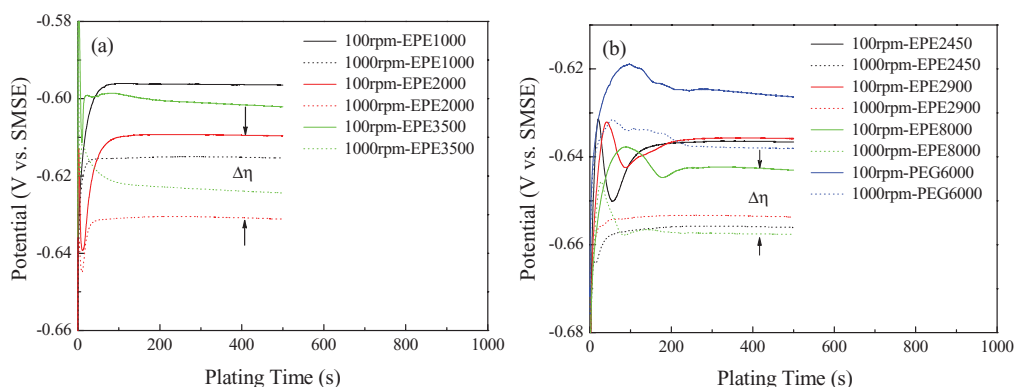 (a)
-0.58
-0.60
-0.62
-0.64
-0.66
Potential (V vs. SMSE)
100rpm-EPE1000
1000rpm-EPE1000
100rpm-EPE2000
1000rpm-EPE2000
100rpm-EPE3500
1000rpm-EPE3500
Δη
0
200
400
600
800
1000
Plating Time (s)
(b)
-0.62
-0.64
-0.66
-0.68
Potential (V vs. SMSE)
100rpm-EPE2450
1000rpm-EPE2450
100rpm-EPE2900
1000rpm-EPE2900
100rpm-EPE8000
1000rpm-EPE8000
100rpm-PEG6000
1000rpm-PEG6000
Δη
0
200
400
600
800
1000
Plating Time (s)